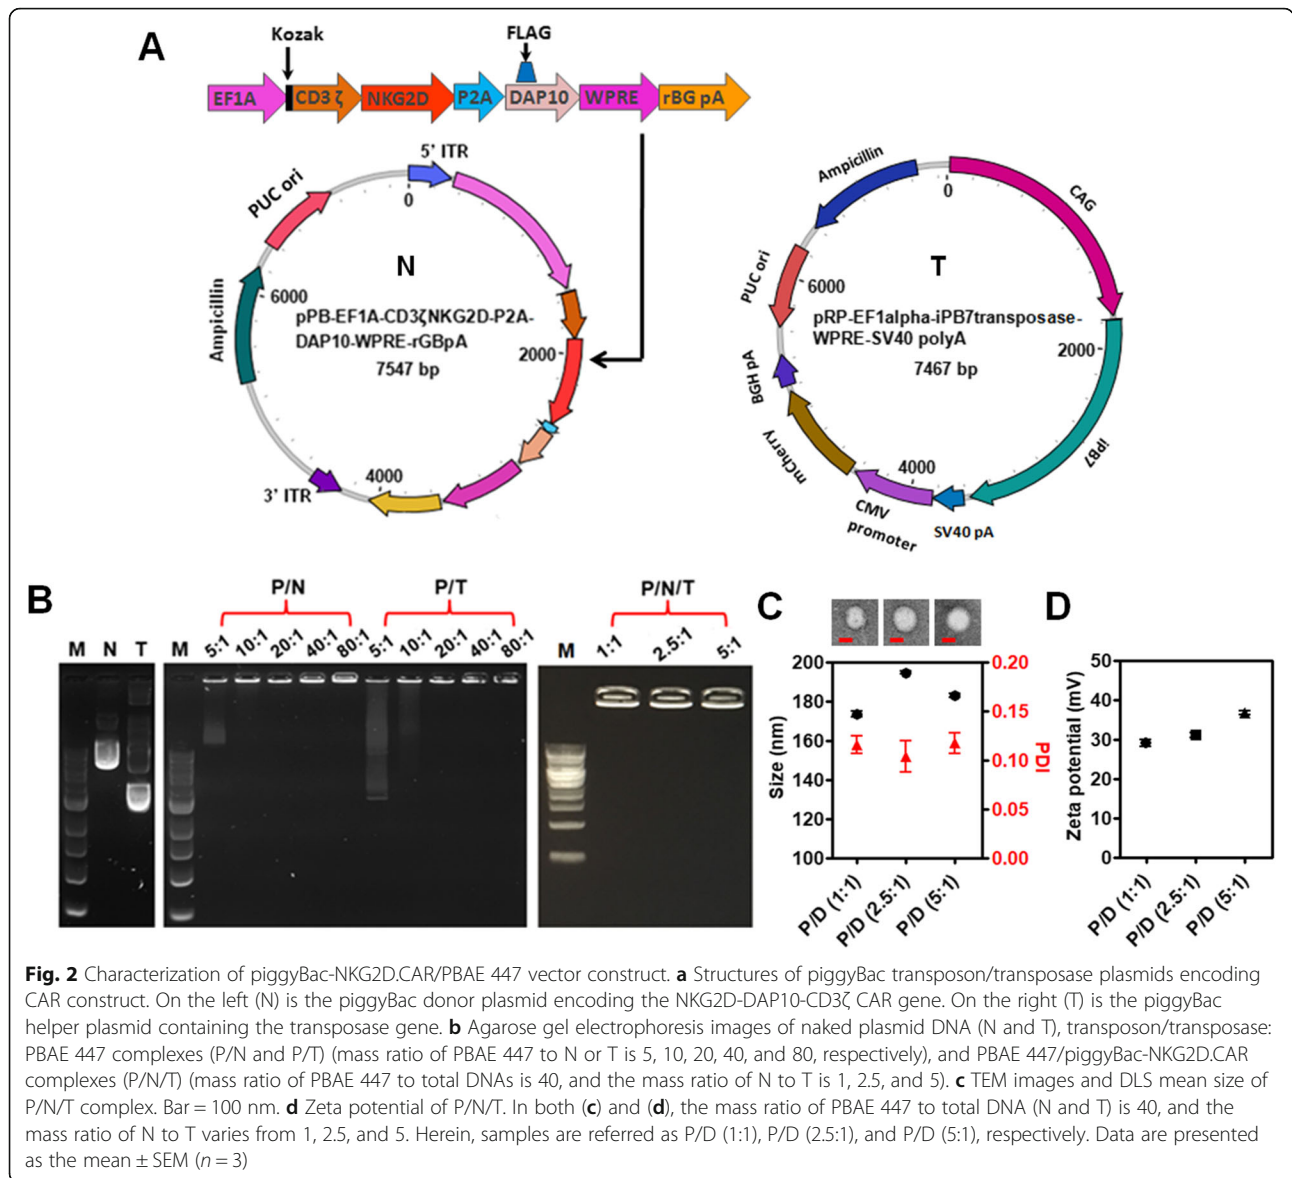 A
Kozak
FLAG
EF1A
CD3 ζ
NKG2D
P2A
DAP10
WPRE
rBG pA
5' ITR
PUC ori
0
N
6000
pPB-EF1A-CD3ζNKG2D-P2A-
DAP10-WPRE-rGBpA
7547 bp
2000
Ampicillin
4000
3' ITR
Ampicillin
0
CAG
PUC ori
T
6000
pRP-EF1alpha-iPB7transposase-
WPRE-SV40 polyA
7467 bp
2000
BGH pA
iPB7
mCherry
4000
CMV
promoter
SV40 pA
B
M N T
P/N P/T
M 5:1 10:1 20:1 40:1 80:1 5:1 10:1 20:1 40:1 80:1
P/N/T
M 1:1 2.5:1 5:1
C
200
180
160
140
120
100
Size (nm)
0.20
0.15
0.10
0.05
0.00
PDI
P/D (1:1)
P/D (2.5:1)
P/D (5:1)
D
50
40
30
20
10
0
Zeta potential (mV)
P/D (1:1)
P/D (2.5:1)
P/D (5:1)
Fig. 2 Characterization of piggyBac-NKG2D.CAR/PBAE 447 vector construct. a Structures of piggyBac transposon/transposase plasmids encoding
CAR construct. On the left (N) is the piggyBac donor plasmid encoding the NKG2D-DAP10-CD3ζ CAR gene. On the right (T) is the piggyBac
helper plasmid containing the transposase gene. b Agarose gel electrophoresis images of naked plasmid DNA (N and T), transposon/transposase:
PBAE 447 complexes (P/N and P/T) (mass ratio of PBAE 447 to N or T is 5, 10, 20, 40, and 80, respectively), and PBAE 447/piggyBac-NKG2D.CAR
complexes (P/N/T) (mass ratio of PBAE 447 to total DNAs is 40, and the mass ratio of N to T is 1, 2.5, and 5). c TEM images and DLS mean size of
P/N/T complex. Bar = 100 nm. d Zeta potential of P/N/T. In both (c) and (d), the mass ratio of PBAE 447 to total DNA (N and T) is 40, and the
mass ratio of N to T varies from 1, 2.5, and 5. Herein, samples are referred as P/D (1:1), P/D (2.5:1), and P/D (5:1), respectively. Data are presented
as the mean ± SEM (n = 3)